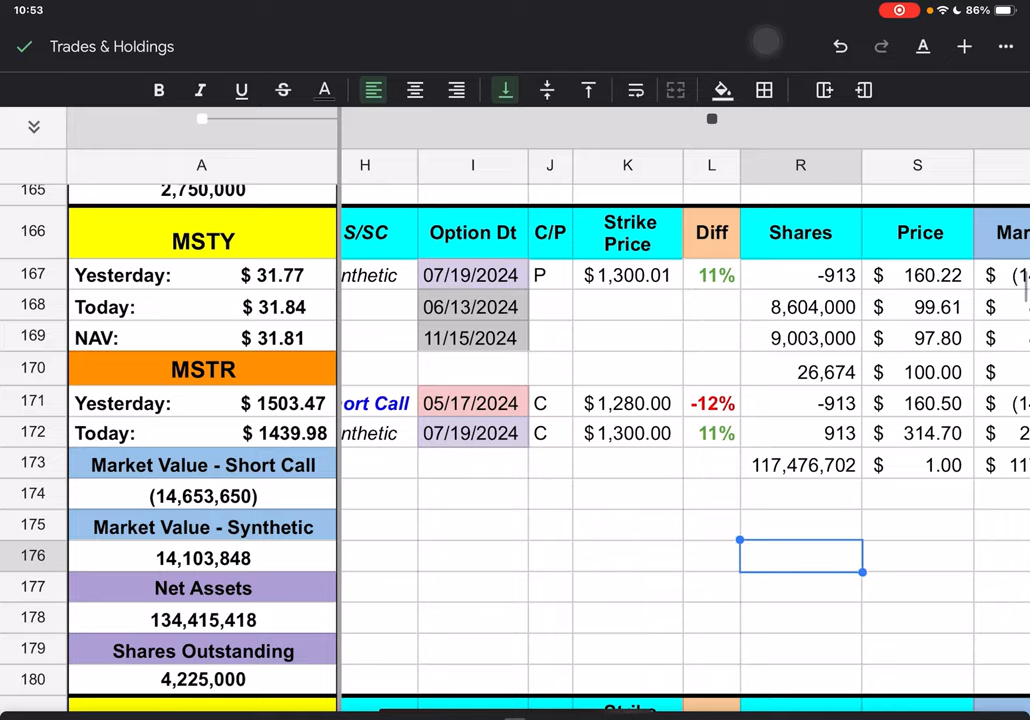 10:53 86%
Trades & Holdings
B I U S A
A H I J K L R S
165 2,750,000
166 MSTY S/SC Option Dt C/P Strike Price Diff Shares Price Mar
167 Yesterday: $ 31.77 nthetic 07/19/2024 P $1,300.01 11% -913 $ 160.22 $ (1
168 Today: $ 31.84 06/13/2024 8,604,000 $ 99.61 $
169 NAV: $ 31.81 11/15/2024 9,003,000 $ 97.80 $
170 MSTR 26,674 $ 100.00 $
171 Yesterday: $ 1503.47 ort Call 05/17/2024 C $1,280.00 -12% -913 $ 160.50 $ (1
172 Today: $ 1439.98 nthetic 07/19/2024 C $1,300.00 11% 913 $ 314.70 $ 2
173 Market Value - Short Call 117,476,702 $ 1.00 $ 11
174 (14,653,650)
175 Market Value - Synthetic
176 14,103,848
177 Net Assets
178 134,415,418
179 Shares Outstanding
180 4,225,000